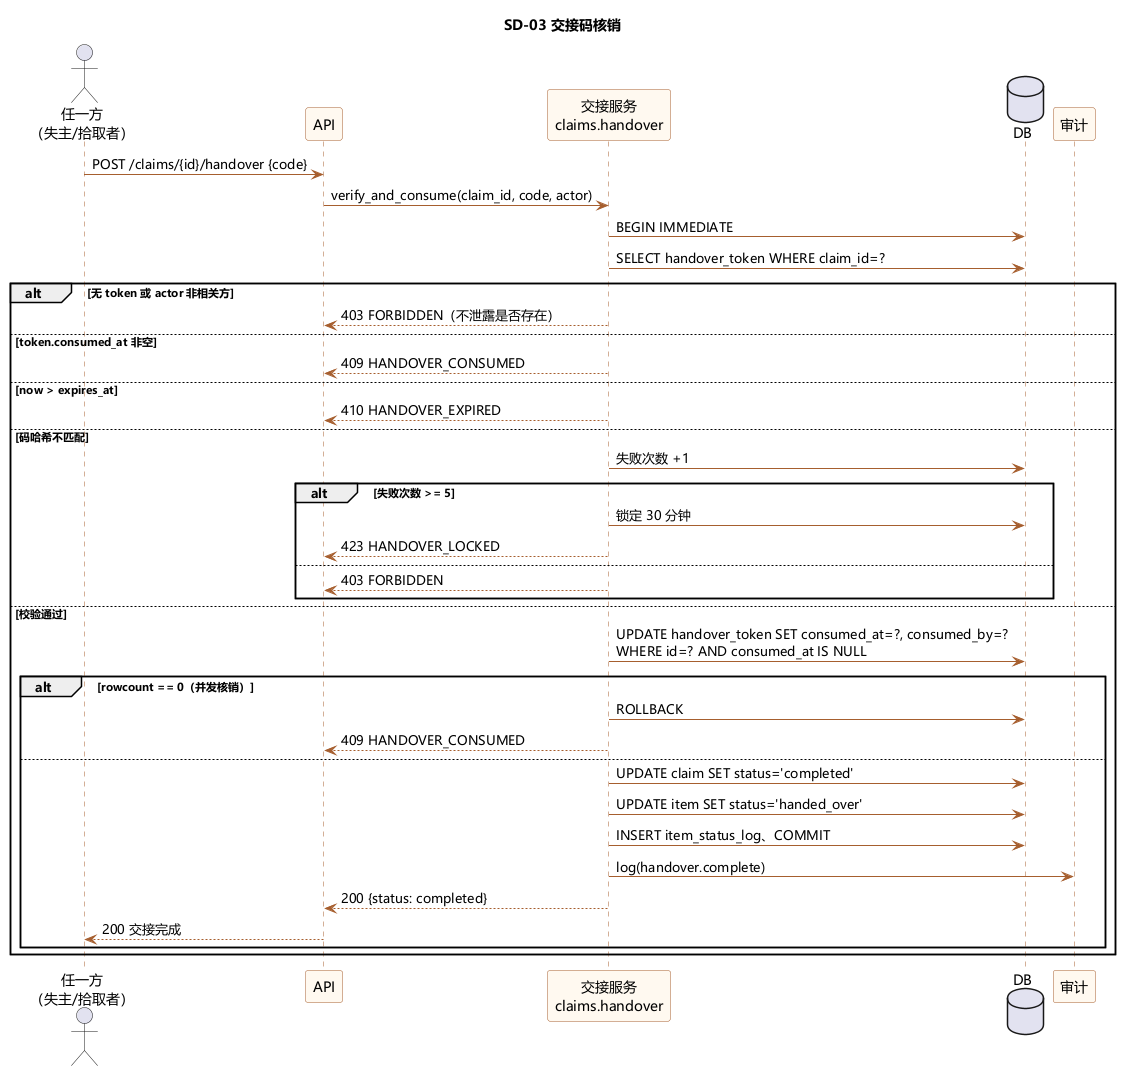 SD-03 交接码核销
任一方
（失主/拾取者）
API
交接服务
claims.handover
DB
审计
POST /claims/{id}/handover {code}
verify_and_consume(claim_id, code, actor)
BEGIN IMMEDIATE
SELECT handover_token WHERE claim_id=?
alt
[无 token 或 actor 非相关方]
403 FORBIDDEN（不泄露是否存在）
[token.consumed_at 非空]
409 HANDOVER_CONSUMED
[now > expires_at]
410 HANDOVER_EXPIRED
[码哈希不匹配]
失败次数 +1
alt
[失败次数 >= 5]
锁定 30 分钟
423 HANDOVER_LOCKED
403 FORBIDDEN
[校验通过]
UPDATE handover_token SET consumed_at=?, consumed_by=?
WHERE id=? AND consumed_at IS NULL
alt
[rowcount == 0（并发核销）]
ROLLBACK
409 HANDOVER_CONSUMED
UPDATE claim SET status='completed'
UPDATE item SET status='handed_over'
INSERT item_status_log、COMMIT
log(handover.complete)
200 {status: completed}
200 交接完成
任一方
（失主/拾取者）
API
交接服务
claims.handover
DB
审计